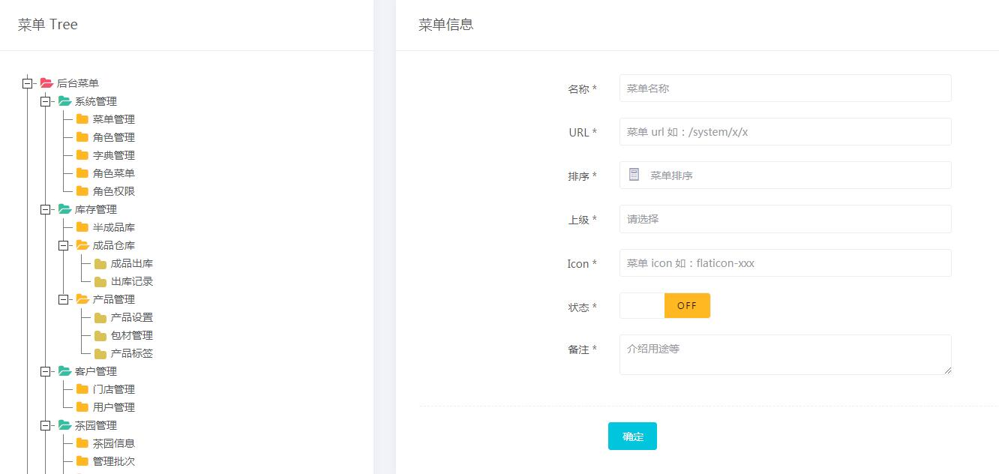 菜单 Tree
后台菜单
系统管理
菜单管理
角色管理
字典管理
角色菜单
角色权限
库存管理
半成品库
成品仓库
成品出库
出库记录
产品管理
产品设置
包材管理
产品标签
客户管理
门店管理
用户管理
茶园管理
茶园信息
管理批次
菜单信息
名称 * 菜单名称
URL * 菜单 url 如：/system/x/x
排序 * 菜单排序
上级 * 请选择
Icon * 菜单 icon 如：flaticon-xxx
状态 * OFF
备注 * 介绍用途等
确定